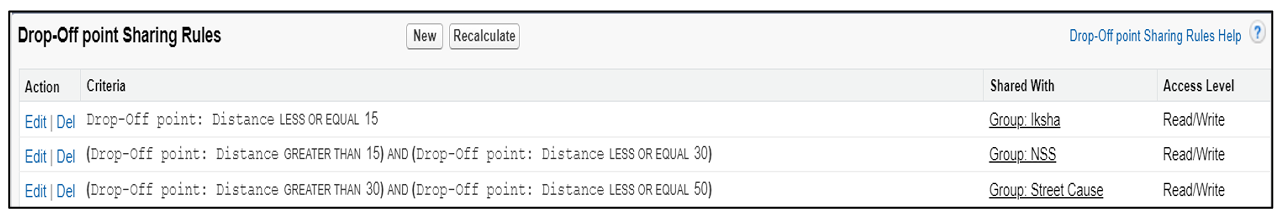 Drop-Off point Sharing Rules New Recalculate Drop-Off point Sharing Rules Help ?
Action Criteria Shared With Access Level
Edit | Del Drop-Off point: Distance LESS OR EQUAL 15 Group: Iksha Read/Write
Edit | Del (Drop-Off point: Distance GREATER THAN 15) AND (Drop-Off point: Distance LESS OR EQUAL 30) Group: NSS Read/Write
Edit | Del (Drop-Off point: Distance GREATER THAN 30) AND (Drop-Off point: Distance LESS OR EQUAL 50) Group: Street Cause Read/Write